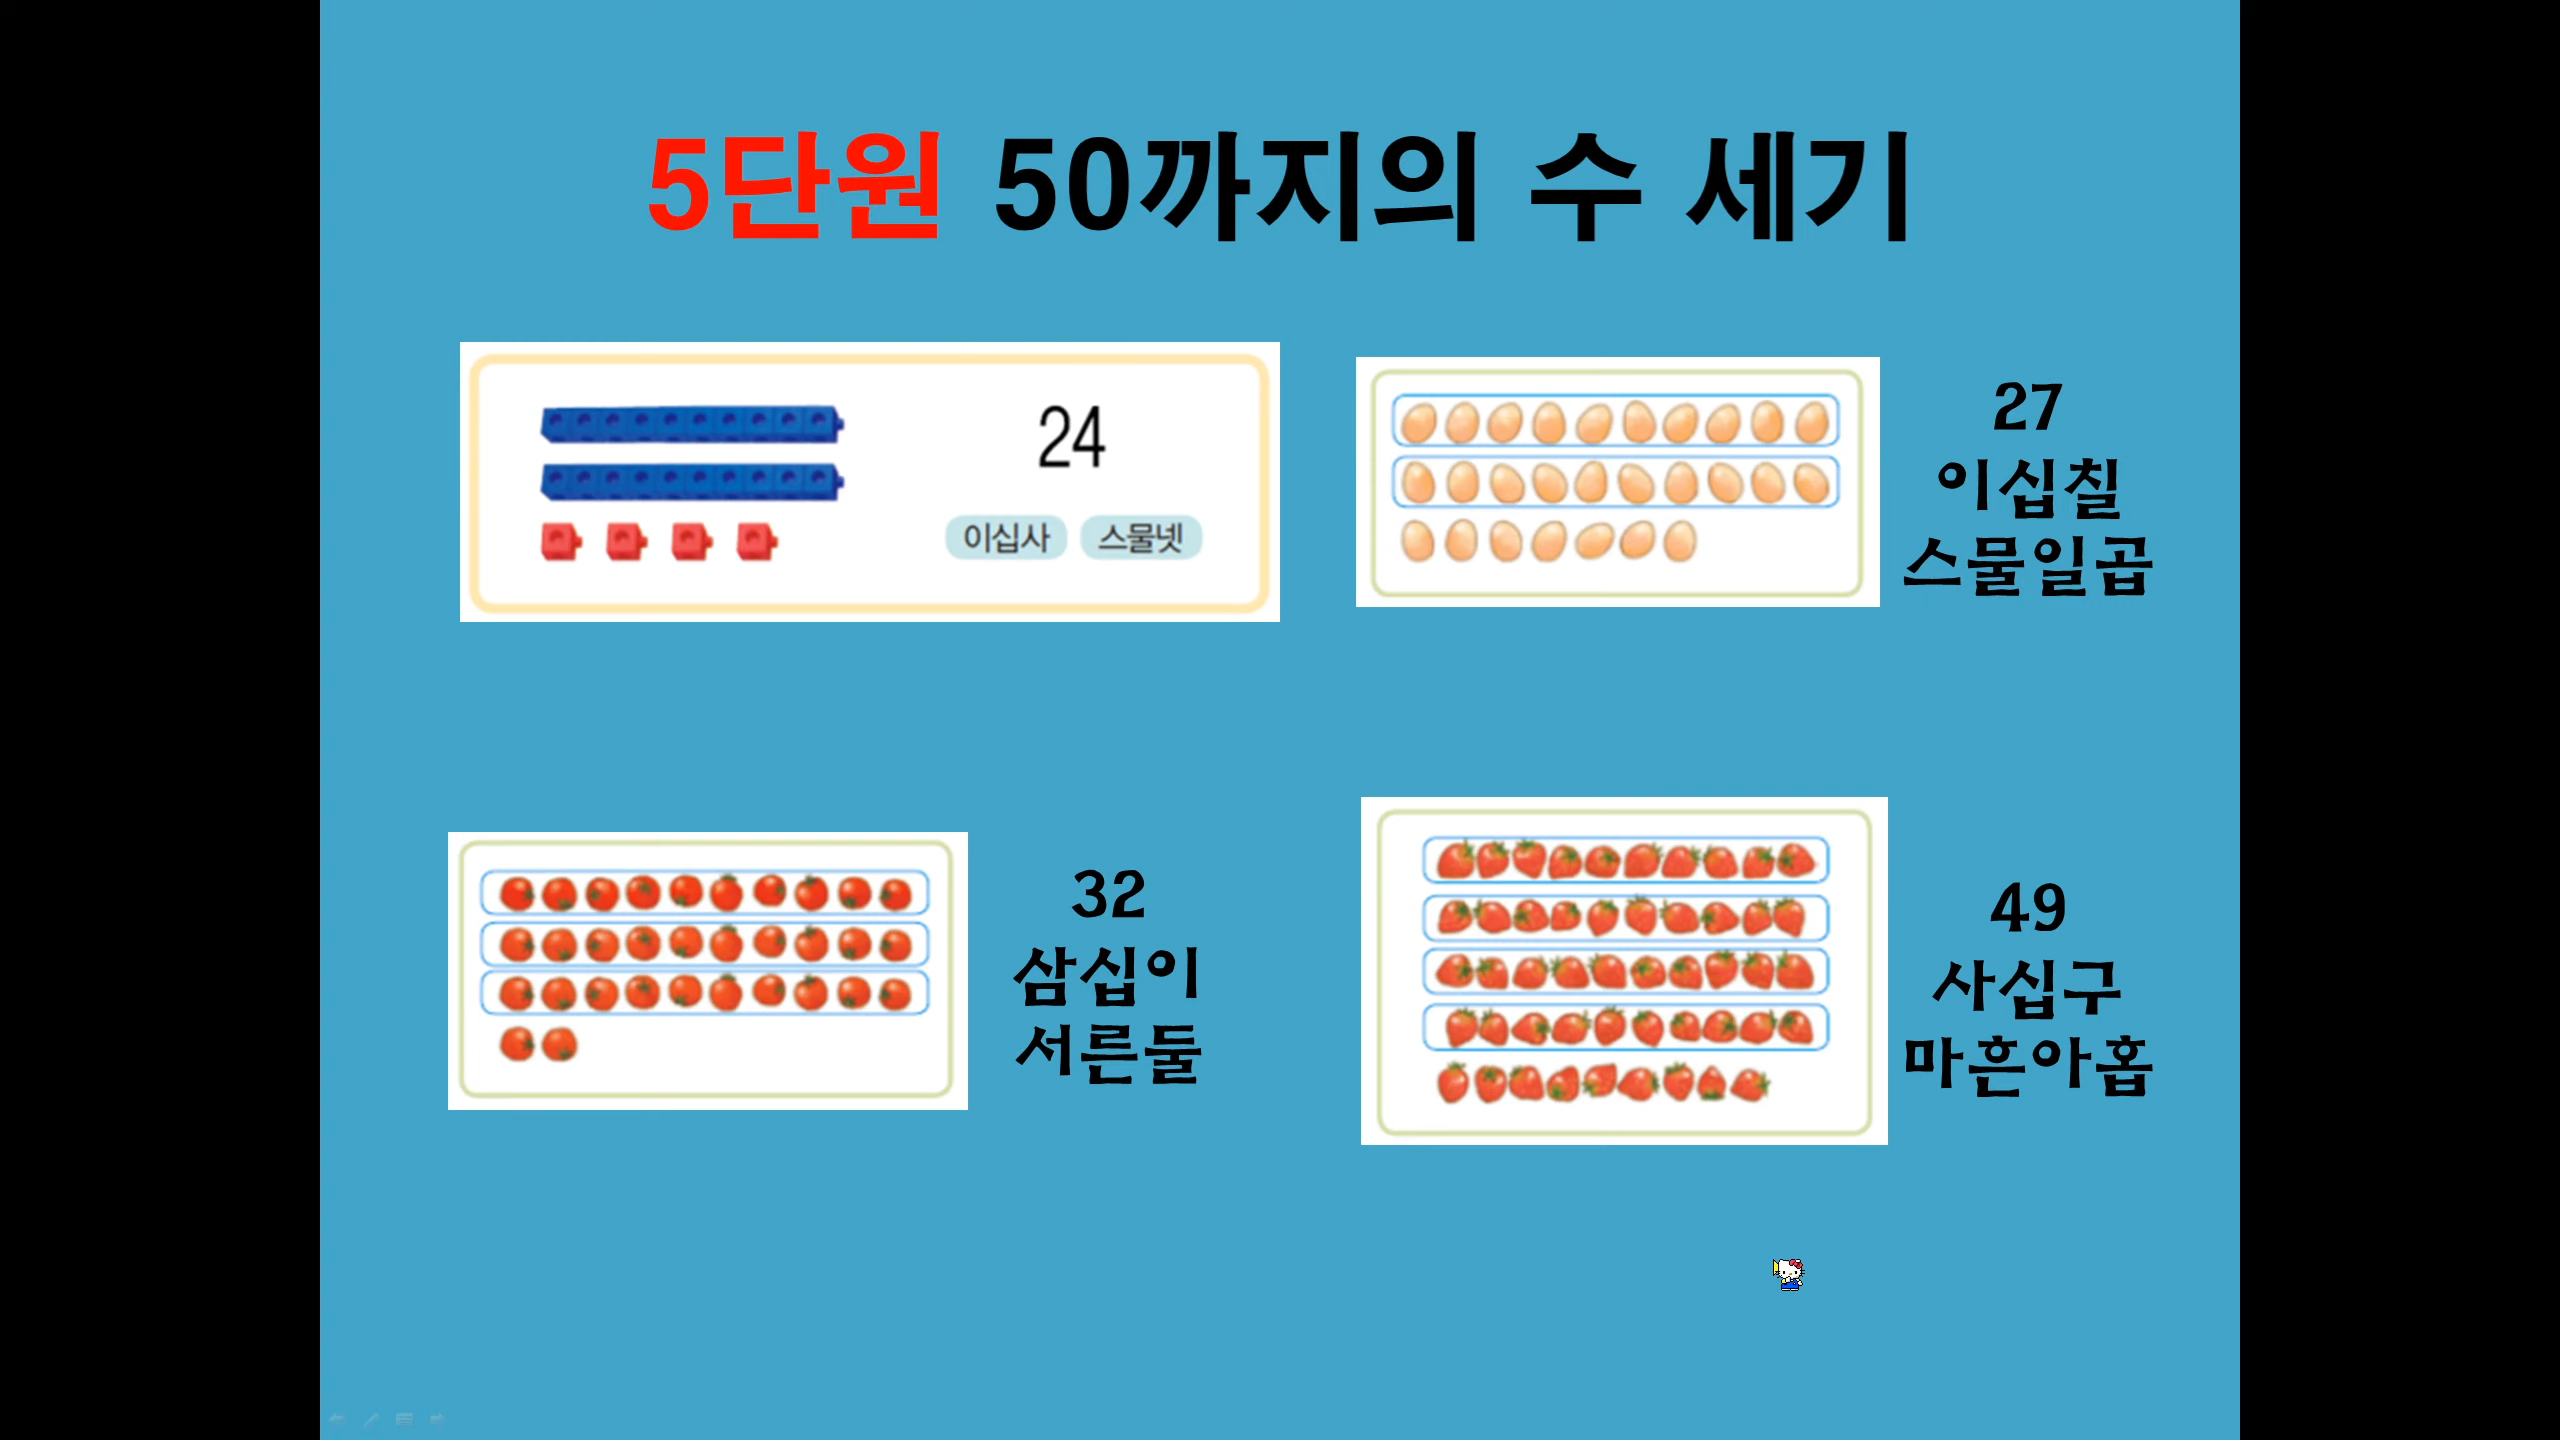 5단원 50까지의 수 세기
24
이십사 스물넷
27
이십칠
스물일곱
32
삼십이
서른둘
49
사십구
마흔아홉